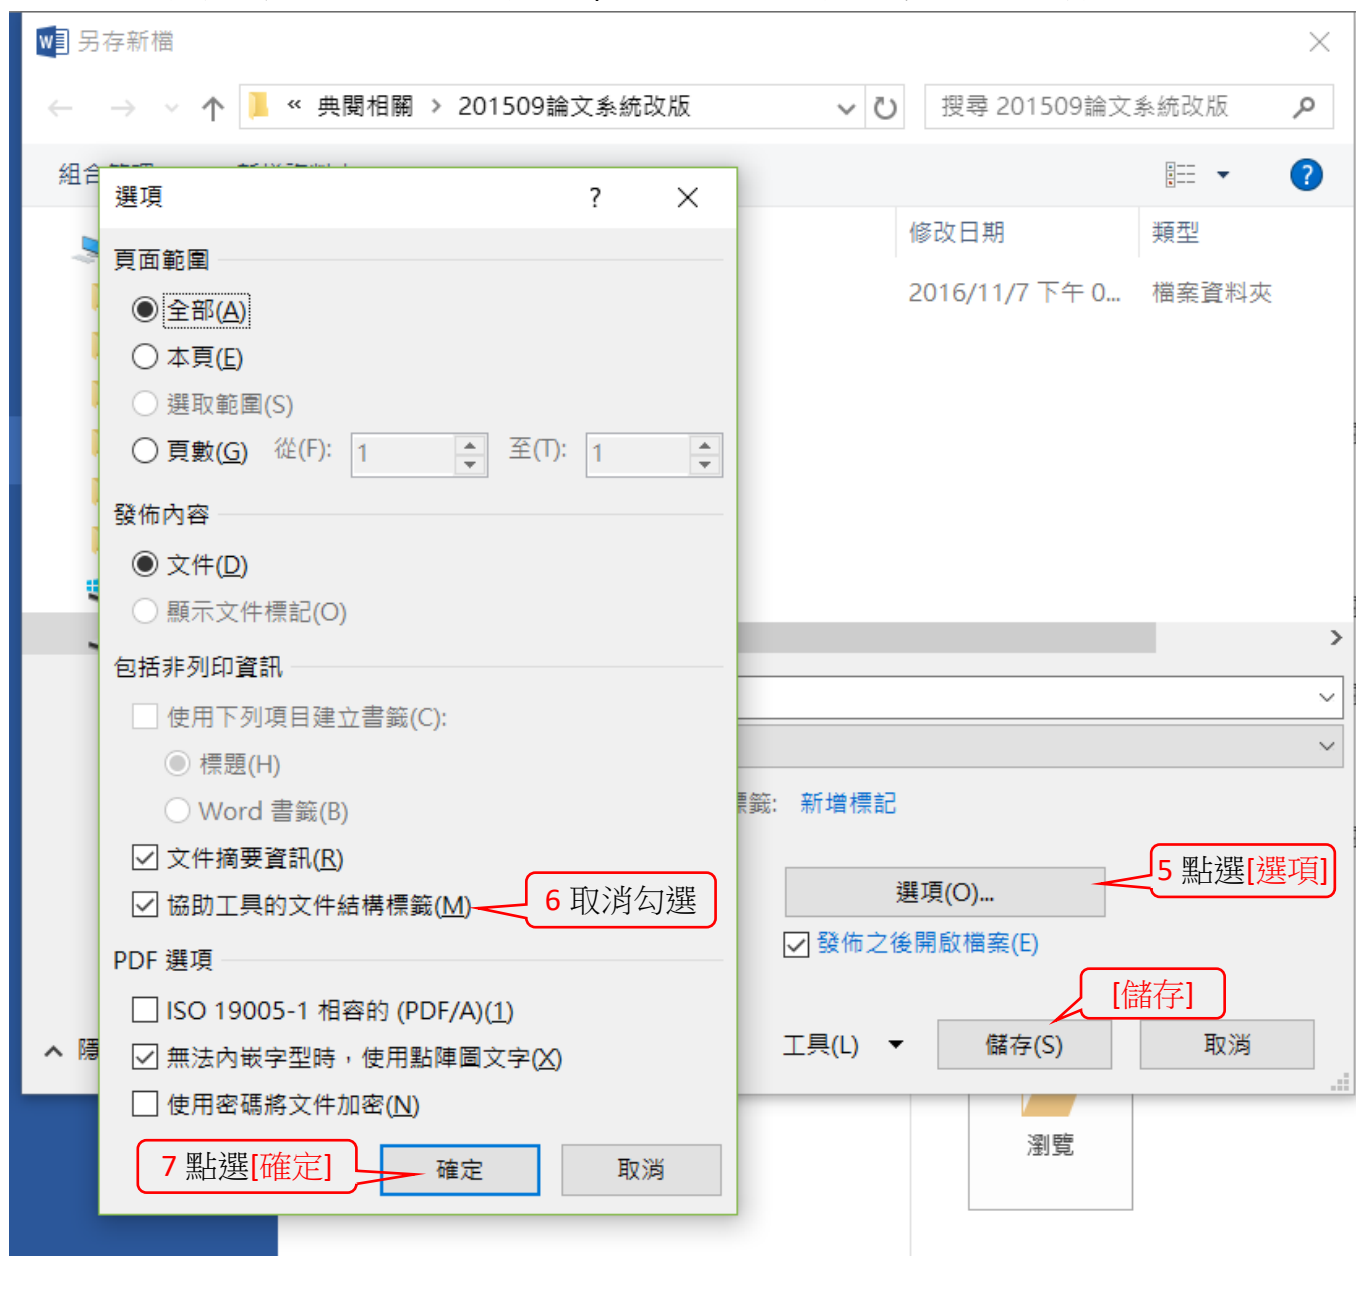 另存新檔
« 典閱相關 > 201509論文系統改版
搜尋 201509論文系統改版
組合
選項
?
修改日期
類型
2016/11/7 下午 0...
檔案資料夾
頁面範圍
全部(A)
本頁(E)
選取範圍(S)
頁數(G) 從(F): 1 至(T): 1
發佈內容
文件(D)
顯示文件標記(O)
包括非列印資訊
使用下列項目建立書籤(C):
標題(H)
Word 書籤(B)
文件摘要資訊(R)
協助工具的文件結構標籤(M)
6 取消勾選
PDF 選項
ISO 19005-1 相容的 (PDF/A)(1)
無法內嵌字型時，使用點陣圖文字(X)
使用密碼將文件加密(N)
7 點選[確定]
確定
取消
籤: 新增標記
5 點選[選項]
選項(O)...
發佈之後開啟檔案(E)
[儲存]
工具(L)
儲存(S)
取消
隱
瀏覽